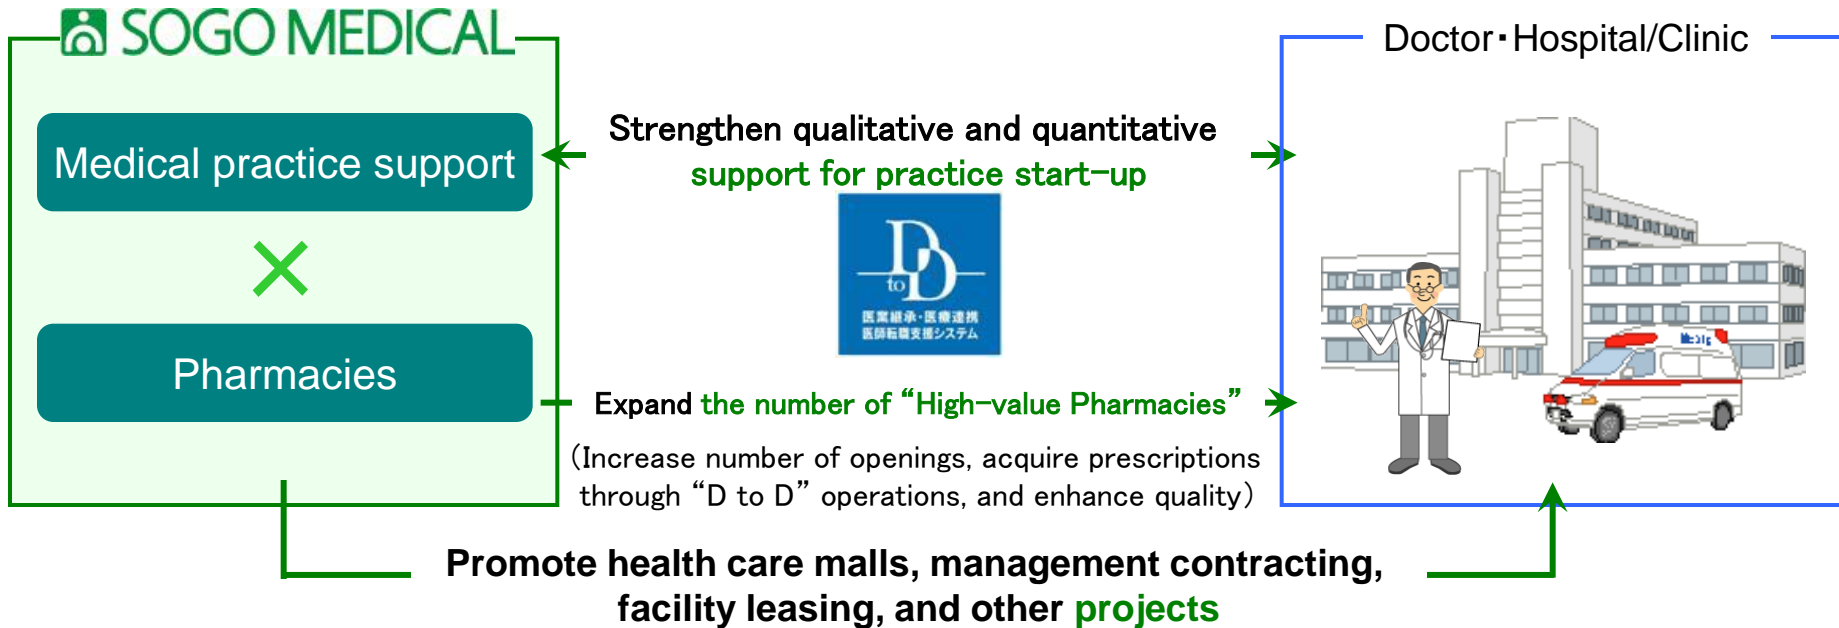 SOGO MEDICAL
Doctor・Hospital/Clinic
Medical practice support
×
Pharmacies
Strengthen qualitative and quantitative
support for practice start-up
D to D
医業継承・医療連携
医師転職支援システム
Expand the number of “High-value Pharmacies”
（Increase number of openings, acquire prescriptions
through “D to D” operations, and enhance quality）
Promote health care malls, management contracting,
facility leasing, and other projects